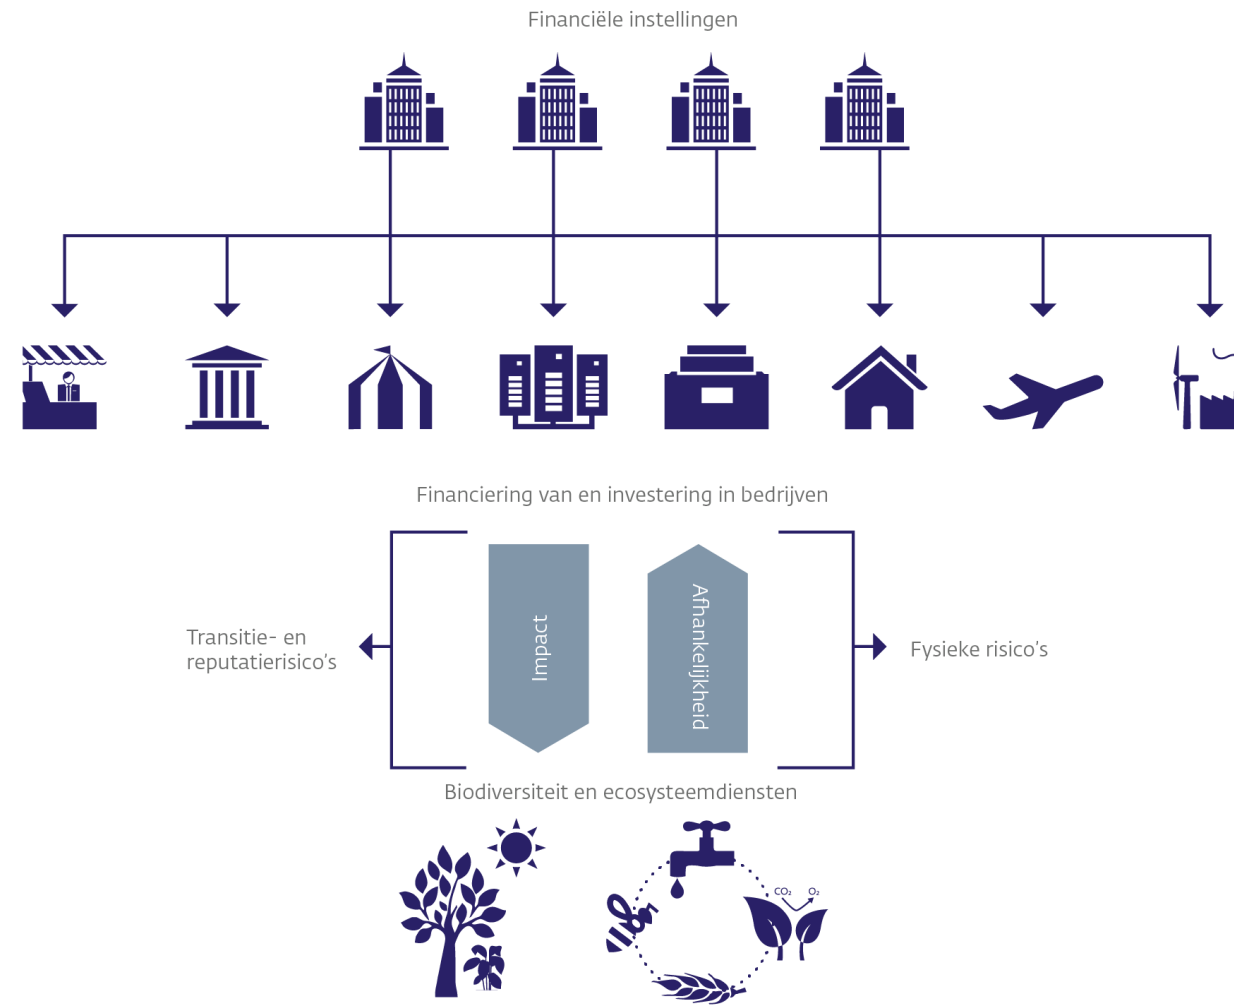 Financiële instellingen
Financiering van en investering in bedrijven
Impact
Afhankelijkheid
Transitie- en
reputatierisico's
Fysieke risico's
Biodiversiteit en ecosysteemdiensten
CO₂
O₂